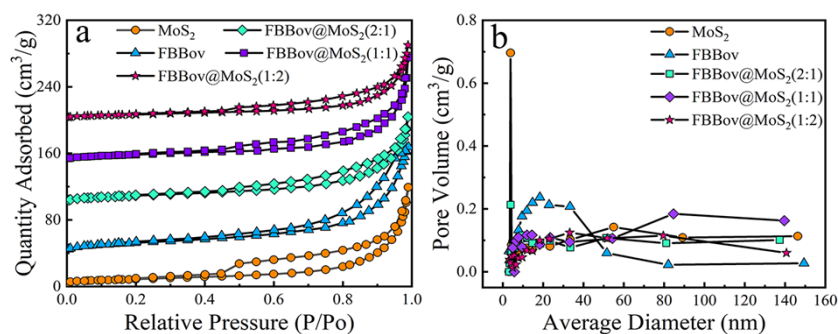 a
MoS₂
FBBov
FBBov@MoS₂(1:2)
FBBov@MoS₂(2:1)
FBBov@MoS₂(1:1)
Quantity Adsorbed (cm³/g)
320
240
160
80
0
0.0 0.2 0.4 0.6 0.8 1.0
Relative Pressure (P/Po)
b
MoS₂
FBBov
FBBov@MoS₂(2:1)
FBBov@MoS₂(1:1)
FBBov@MoS₂(1:2)
Pore Volume (cm³/g)
0.8
0.6
0.4
0.2
0.0
0 20 40 60 80 100 120 140 160
Average Diameter (nm)